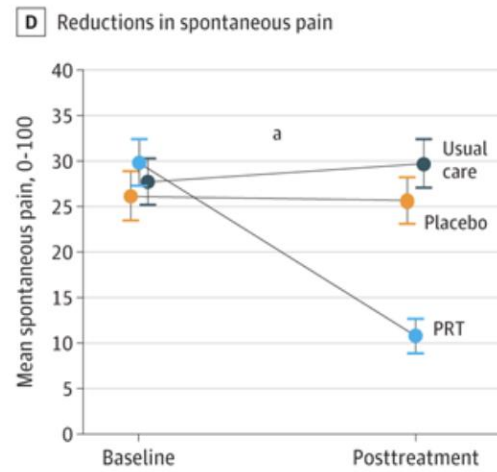 D Reductions in spontaneous pain
Mean spontaneous pain, 0-100
40
35
30
25
20
15
10
5
0
a
Usual
care
Placebo
PRT
Baseline
Posttreatment